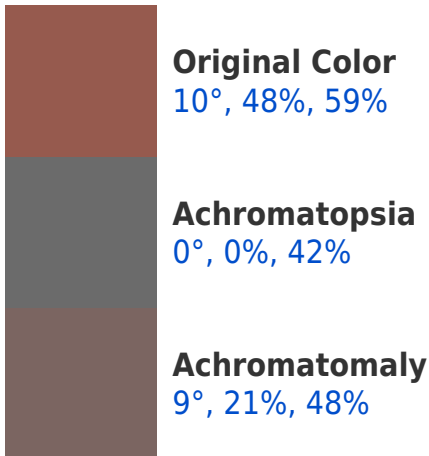 Original Color
10°, 48%, 59%
Achromatopsia
0°, 0%, 42%
Achromatomaly
9°, 21%, 48%